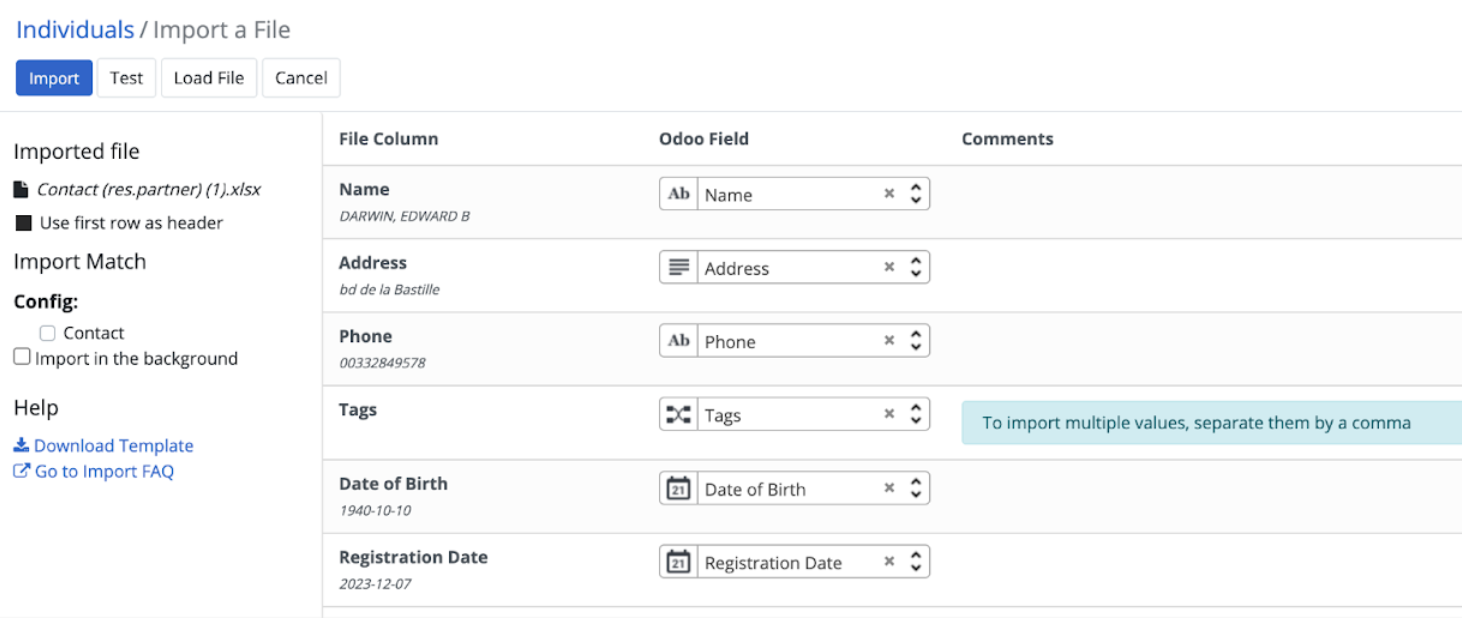 Individuals / Import a File
Import Test Load File Cancel
File Column Odoo Field Comments
Imported file
Contact (res.partner) (1).xlsx
Use first row as header
Import Match
Config:
Contact
Import in the background
Help
Download Template
Go to Import FAQ
Name
DARWIN, EDWARD B
Ab Name
Address
bd de la Bastille
Address
Phone
00332849578
Ab Phone
Tags
Tags
To import multiple values, separate them by a comma
Date of Birth
1940-10-10
21 Date of Birth
Registration Date
2023-12-07
21 Registration Date